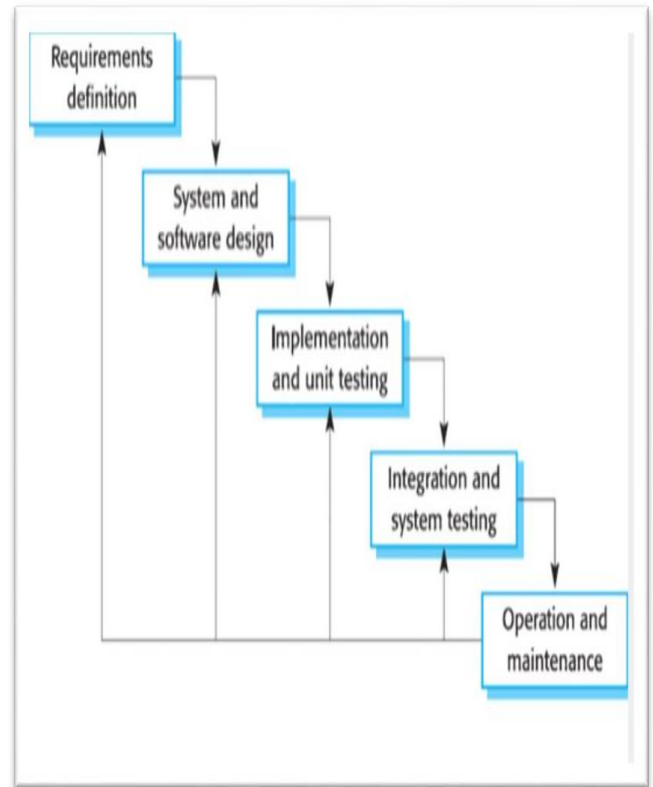 Requirements
definition
System and
software design
Implementation
and unit testing
Integration and
system testing
Operation and
maintenance